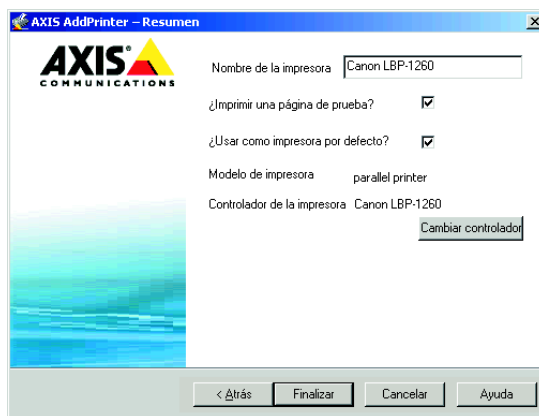 AXIS AddPrinter – Resumen
AXIS
COMMUNICATIONS
Nombre de la impresora Canon LBP-1260
¿Imprimir una página de prueba?
¿Usar como impresora por defecto?
Modelo de impresora parallel printer
Controlador de la impresora Canon LBP-1260
Cambiar controlador
< Atrás Finalizar Cancelar Ayuda